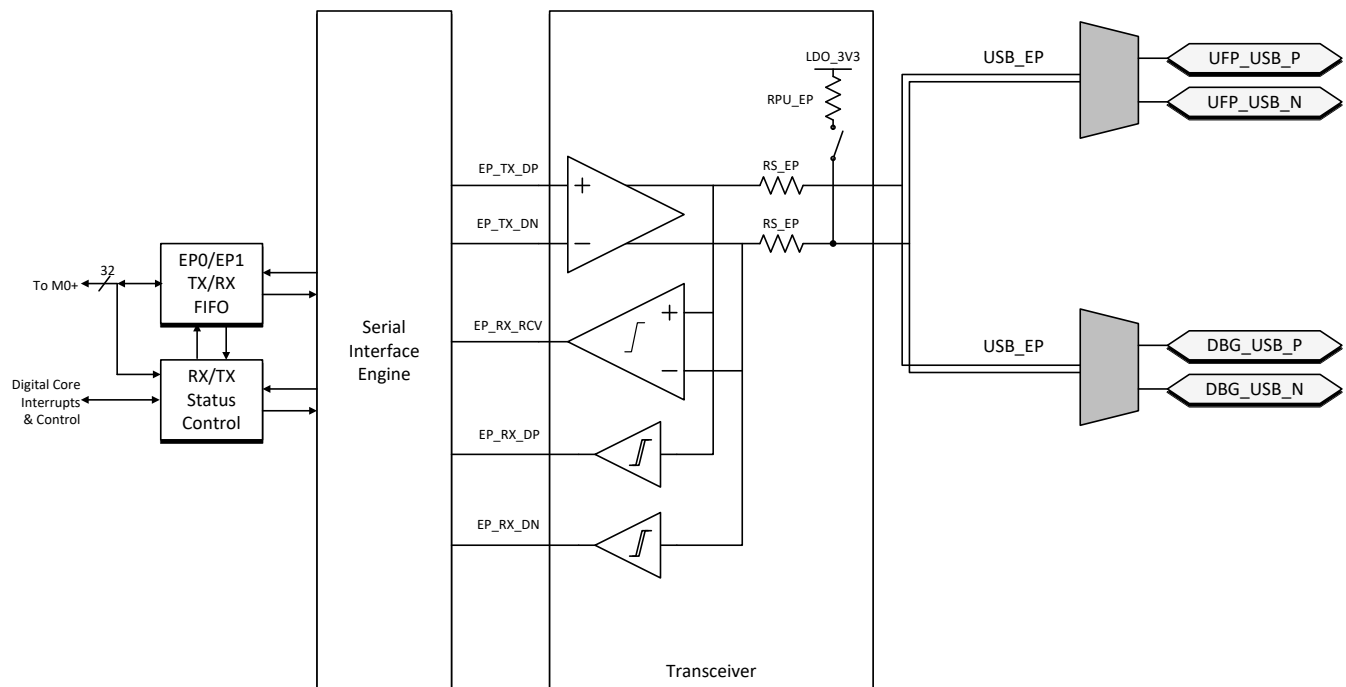 LDO_3V3
RPU_EP
USB_EP
UFP_USB_P
UFP_USB_N
EP_TX_DP
+
RS_EP
EP_TX_DN
−
RS_EP
EP0/EP1
TX/RX
FIFO
32
To M0+
EP_RX_RCV
+
−
Serial
Interface
Engine
USB_EP
DBG_USB_P
DBG_USB_N
RX/TX
Status
Control
Digital Core
Interrupts
& Control
EP_RX_DP
EP_RX_DN
Transceiver